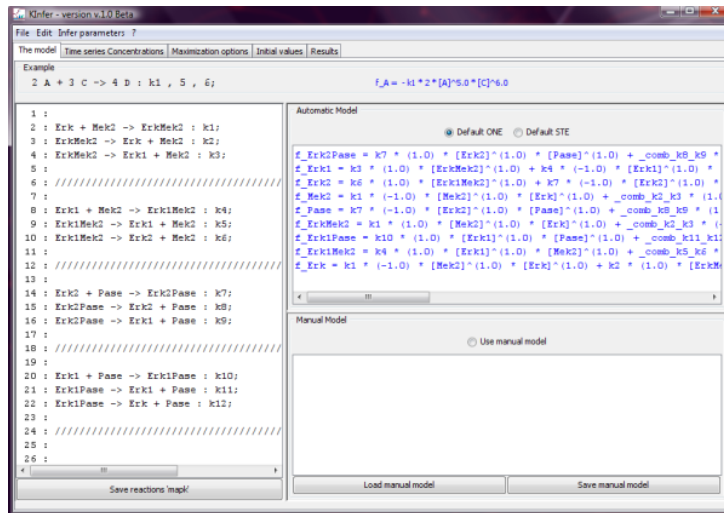 KInfer - version v.1.0 Beta
File Edit Infer parameters ?
The model Time series Concentrations Maximization options Initial values Results
Example
2 A + 3 C -> 4 D : k1 , 5 , 6;
f_A = -k1*2*[A]^5.0*[C]^6.0
1 :
2 : Erk + Mek2 -> ErkMek2 : k1;
3 : ErkMek2 -> Erk + Mek2 : k2;
4 : ErkMek2 -> Erk1 + Mek2 : k3;
5 :
6 : /////////////////////////////////////
7 :
8 : Erk1 + Mek2 -> Erk1Mek2 : k4;
9 : Erk1Mek2 -> Erk1 + Mek2 : k5;
10 : Erk1Mek2 -> Erk2 + Mek2 : k6;
11 :
12 : /////////////////////////////////////
13 :
14 : Erk2 + Pase -> Erk2Pase : k7;
15 : Erk2Pase -> Erk2 + Pase : k8;
16 : Erk2Pase -> Erk1 + Pase : k9;
17 :
18 : /////////////////////////////////////
19 :
20 : Erk1 + Pase -> Erk1Pase : k10;
21 : Erk1Pase -> Erk1 + Pase : k11;
22 : Erk1Pase -> Erk + Pase : k12;
23 :
24 : /////////////////////////////////////
25 :
26 :
Save reactions 'mapk'
Automatic Model
Default ONE Default STE
f_Erk2Pase = k7 * (1.0) * [Erk2]^(1.0) * [Pase]^(1.0) + _comb_k8_k9 *
f_Erk1 = k3 * (1.0) * [ErkMek2]^(1.0) + k4 * (-1.0) * [Erk1]^(1.0) *
f_Erk2 = k6 * (1.0) * [Erk1Mek2]^(1.0) + k7 * (-1.0) * [Erk2]^(1.0) *
f_Mek2 = k1 * (-1.0) * [Mek2]^(1.0) * [Erk]^(1.0) + _comb_k2_k3 * (1.0
f_Pase = k7 * (-1.0) * [Erk2]^(1.0) * [Pase]^(1.0) + _comb_k8_k9 * (1
f_ErkMek2 = k1 * (1.0) * [Mek2]^(1.0) * [Erk]^(1.0) + _comb_k2_k3 * (-
f_Erk1Pase = k10 * (1.0) * [Erk1]^(1.0) * [Pase]^(1.0) + _comb_k11_k12
f_Erk1Mek2 = k4 * (1.0) * [Erk1]^(1.0) * [Mek2]^(1.0) + _comb_k5_k6 *
f_Erk = k1 * (-1.0) * [Mek2]^(1.0) * [Erk]^(1.0) + k2 * (1.0) * [ErkMe
Manual Model
Use manual model
Load manual model Save manual model